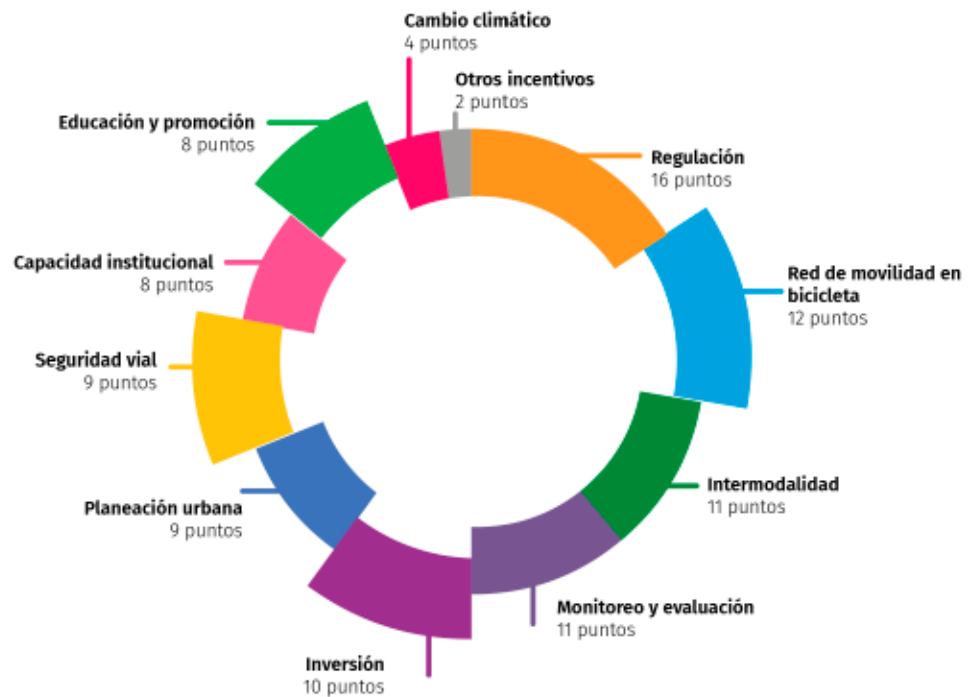 Cambio climático
4 puntos
Otros incentivos
2 puntos
Educación y promoción
8 puntos
Regulación
16 puntos
Capacidad institucional
8 puntos
Red de movilidad en
bicicleta
12 puntos
Seguridad vial
9 puntos
Intermodalidad
11 puntos
Planeación urbana
9 puntos
Monitoreo y evaluación
11 puntos
Inversión
10 puntos